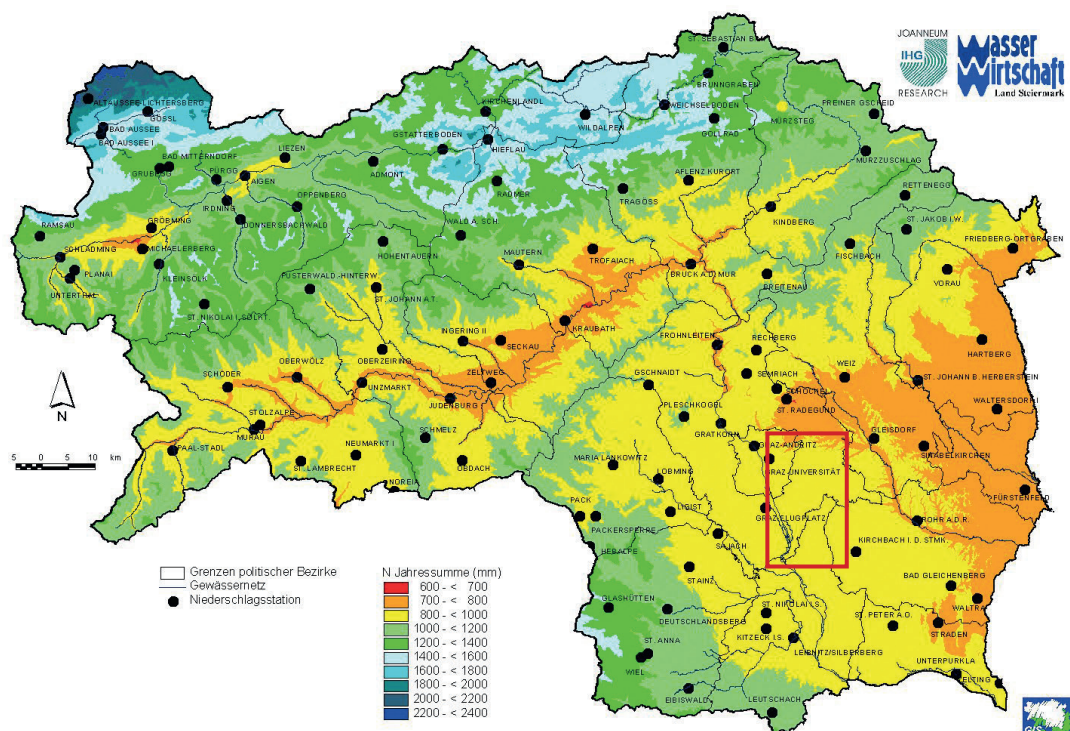 JOANNEUM
IHG
RESEARCH
Wasser
Wirtschaft
Land Steiermark
ST. SEBASTIAN
BRUNNGRABEN
ALTAUSSEE-LICHTERSBERG
GÖSSL
KIRCHENLANDL
WEICHSELBODEN
FREINER GSCHEID
BAD AUSSEE
BAD AUSSEE I
GSTATTERBODEN
WILDALPEN
GOLLRAD
MÜRZSTEG
BAD MITTERNDORF
LIEZEN
HIEFLAU
MÜRZZUSCHLAG
GRUBEGG
PÜRGG
AIGEN
ADMONT
RADMER
AFLENZ KURORT
RETTENEGG
IRDNING
OPPENBERG
TRAGÖSS
KINDBERG
RAMSAU
GRÖBMING
DONNERSBACHWALD
WALD A. SCH.
ST. JAKOB I.W.
SCHLADMING
MICHAELERBERG
HOHENTAUERN
MAUTERN
TROFAIACH
FISCHBACH
FRIEDBERG-ORTGRABEN
PLANAI
KLEINSÖLK
BRUCK A.D.MUR
BREITENAU
VORAU
UNTERTAL
PUSTERWALD-HINTERW.
ST. JOHANN A.T.
ST. NIKOLAI I. SÖLKT.
INGERING II
KRAUBATH
FROHNLEITEN
RECHBERG
HARTBERG
SECKAU
OBERWÖLZ
OBERZEIRING
SCHÖDER
ZELTWEG
GSCHNAIDT
SEMRIACH
WEIZ
ST. JOHANN B. HERBERSTEIN
UNZMARKT
JUDENBURG
SCHÖCKEL
ST. RADEGUND
WALTERSDORF I
N
STOLZALPE
PLESCHKOGEL
GRATKORN
GLEISDORF
MURAU
SCHMELZ
NEUMARKT I
PAAL-STADL
GRAZ-ANDRITZ
SINABELKIRCHEN
5 0 5 10 km
ST. LAMBRECHT
OBDACH
MARIA LANKOWITZ
LOBMING
GRAZ-UNIVERSITÄT
NOREIA
FÜRSTENFELD
PACK
LIGIST
GRAZ-FLUGPLATZ
ROHR A.D.R.
PACKERSPERRE
SAJACH
KIRCHBACH I. D. STMK.
HEBALPE
STAINZ
BAD GLEICHENBERG
GLASHÜTTEN
ST. NIKOLAI I.S.
WALTRA
DEUTSCHLANDSBERG
ST. PETER A.O.
STRADEN
KITZECK I.S.
ST. ANNA
LEIBNITZ/SILBERBERG
WIEL
UNTERPURKLA
EIBISWALD
LEUTSCHACH
Grenzen politischer Bezirke
Gewässernetz
Niederschlagsstation
N Jahressumme (mm)
600 - < 700
700 - < 800
800 - < 1000
1000 - < 1200
1200 - < 1400
1400 - < 1600
1600 - < 1800
1800 - < 2000
2000 - < 2200
2200 - < 2400
GIS